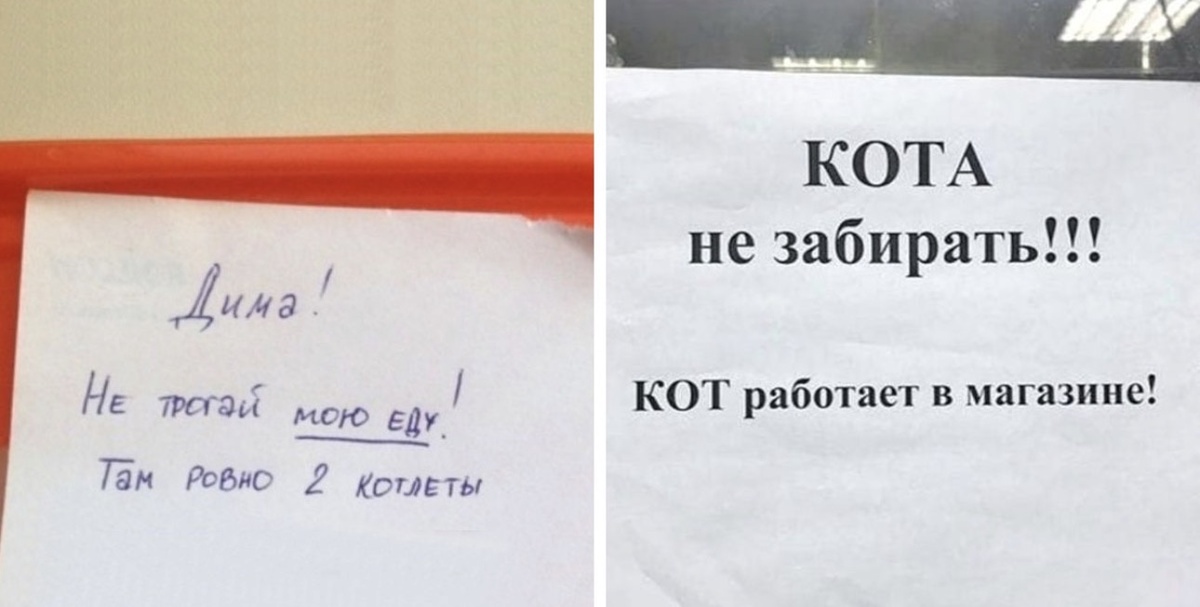 Дима!
Не трогай мою еду!
Там ровно 2 котлеты
КОТА
не забирать!!!
КОТ работает в магазине!